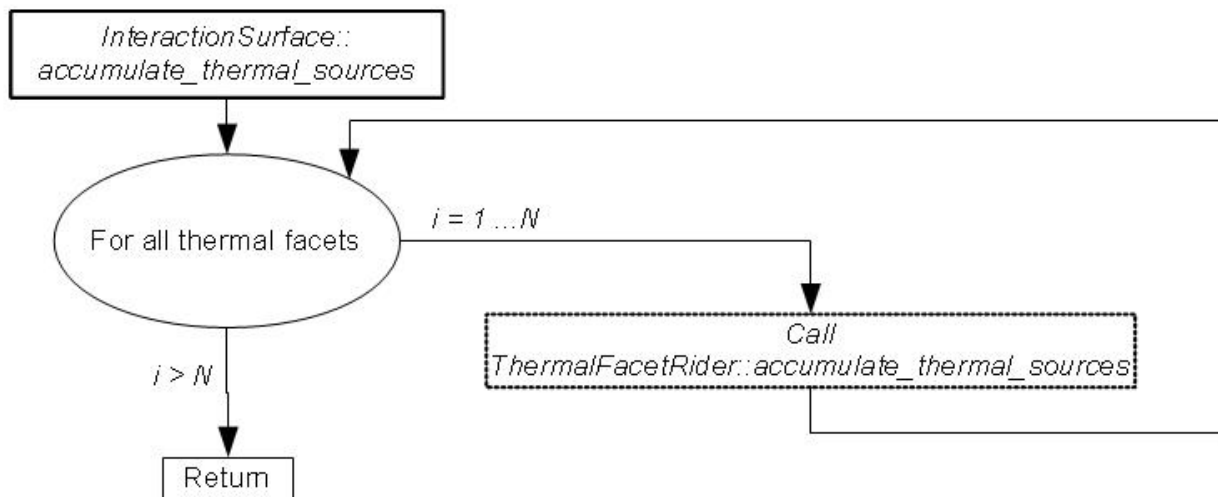 InteractionSurface::
accumulate_thermal_sources
For all thermal facets
i = 1 ...N
Call
ThermalFacetRider::accumulate_thermal_sources
i > N
Return